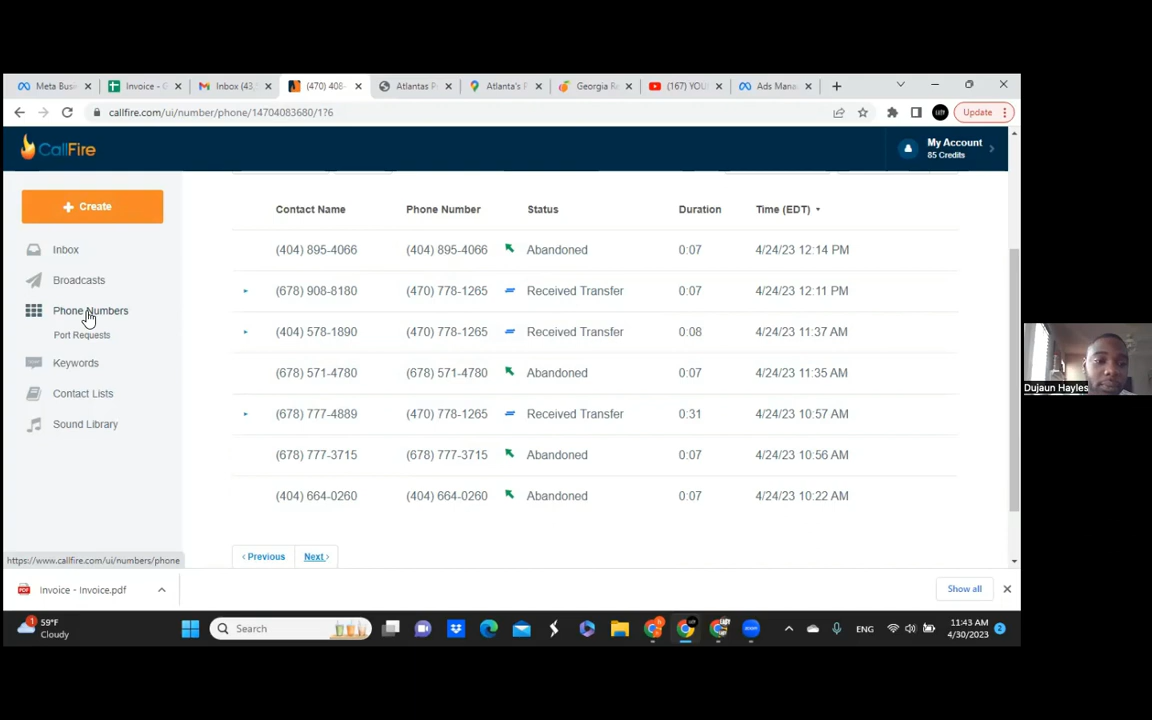 Meta Busi
Invoice - G
Inbox (43,
(470) 408-
Atlantas P
Atlanta's P
Georgia R
(167) YOU
Ads Mana
callfire.com/ui/number/phone/14704083680/1?6
Update
CallFire
My Account
85 Credits
Create
Inbox
Broadcasts
Phone Numbers
Port Requests
Keywords
Contact Lists
Sound Library
Contact Name Phone Number Status Duration Time (EDT)
(404) 895-4066 (404) 895-4066 Abandoned 0:07 4/24/23 12:14 PM
(678) 908-8180 (470) 778-1265 Received Transfer 0:07 4/24/23 12:11 PM
(404) 578-1890 (470) 778-1265 Received Transfer 0:08 4/24/23 11:37 AM
(678) 571-4780 (678) 571-4780 Abandoned 0:07 4/24/23 11:35 AM
(678) 777-4889 (470) 778-1265 Received Transfer 0:31 4/24/23 10:57 AM
(678) 777-3715 (678) 777-3715 Abandoned 0:07 4/24/23 10:56 AM
(404) 664-0260 (404) 664-0260 Abandoned 0:07 4/24/23 10:22 AM
Previous Next
https://www.callfire.com/ui/numbers/phone
Invoice - Invoice.pdf
Show all
Dujaun Hayles
59°F
Cloudy
Search
ENG
11:43 AM
4/30/2023